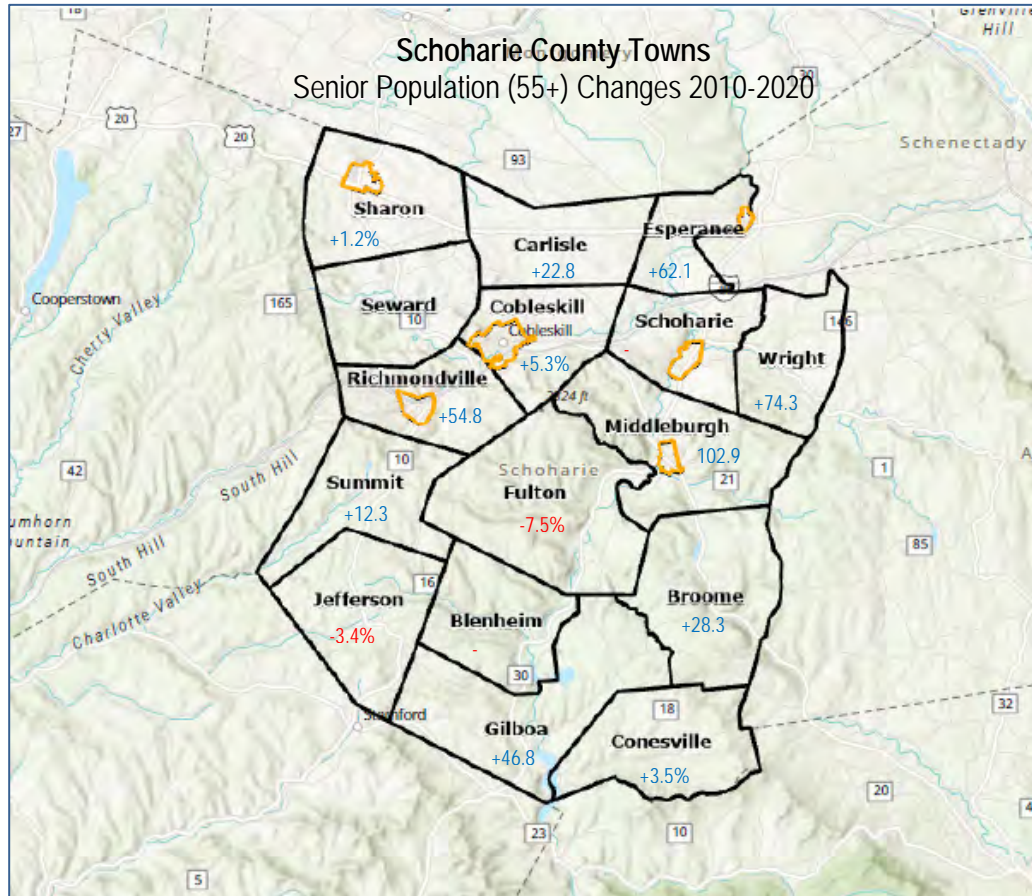 Schoharie County Towns
Senior Population (55+) Changes 2010-2020
Hill
30
20
20
27
93
Schenectady
Sharon
+1.2%
Carlisle
+22.8
Esperance
+62.1
Cooperstown
165
Seward
10
Cobleskill
Cobleskill
+5.3%
Schoharie
-
146
Wright
+74.3
Cherry Valley
Richmondville
+54.8
Middleburgh
102.9
21
42
South Hill
10
Summit
+12.3
Schoharie
Fulton
-7.5%
1
85
South Hill
Charlotte Valley
16
Jefferson
-3.4%
Blenheim
-
30
Broome
+28.3
Stamford
Gilboa
+46.8
18
Conesville
+3.5%
32
20
23
10
5